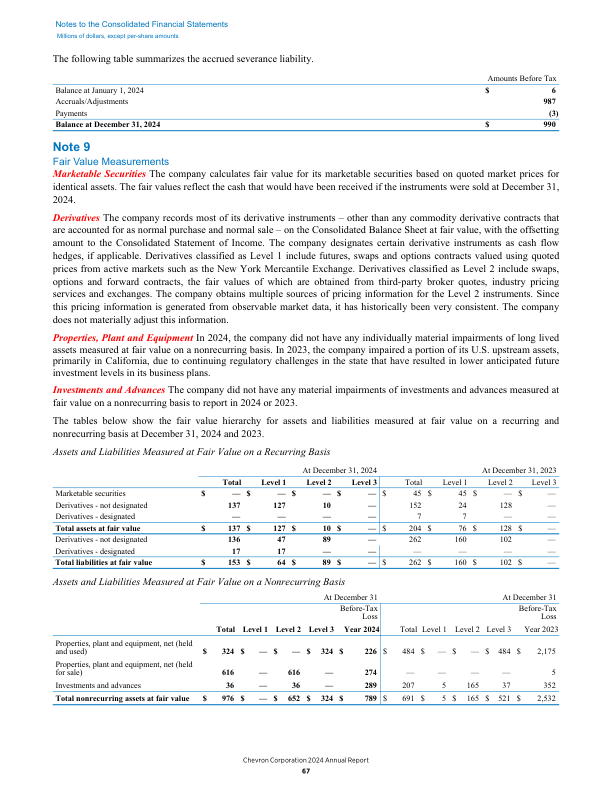 Notes to the Consolidated Financial Statements
Millions of dollars, except per-share amounts
The following table summarizes the accrued severance liability.
Amounts Before Tax
Balance at January 1, 2024 $ 6
Accruals/Adjustments 987
Payments (3)
Balance at December 31, 2024 $ 990
Note 9
Fair Value Measurements
Marketable Securities The company calculates fair value for its marketable securities based on quoted market prices for
identical assets. The fair values reflect the cash that would have been received if the instruments were sold at December 31,
2024.
Derivatives The company records most of its derivative instruments – other than any commodity derivative contracts that
are accounted for as normal purchase and normal sale – on the Consolidated Balance Sheet at fair value, with the offsetting
amount to the Consolidated Statement of Income. The company designates certain derivative instruments as cash flow
hedges, if applicable. Derivatives classified as Level 1 include futures, swaps and options contracts valued using quoted
prices from active markets such as the New York Mercantile Exchange. Derivatives classified as Level 2 include swaps,
options and forward contracts, the fair values of which are obtained from third-party broker quotes, industry pricing
services and exchanges. The company obtains multiple sources of pricing information for the Level 2 instruments. Since
this pricing information is generated from observable market data, it has historically been very consistent. The company
does not materially adjust this information.
Properties, Plant and Equipment In 2024, the company did not have any individually material impairments of long lived
assets measured at fair value on a nonrecurring basis. In 2023, the company impaired a portion of its U.S. upstream assets,
primarily in California, due to continuing regulatory challenges in the state that have resulted in lower anticipated future
investment levels in its business plans.
Investments and Advances The company did not have any material impairments of investments and advances measured at
fair value on a nonrecurring basis to report in 2024 or 2023.
The tables below show the fair value hierarchy for assets and liabilities measured at fair value on a recurring and
nonrecurring basis at December 31, 2024 and 2023.
Assets and Liabilities Measured at Fair Value on a Recurring Basis
At December 31, 2024 At December 31, 2023
Total Level 1 Level 2 Level 3 Total Level 1 Level 2 Level 3
Marketable securities $ — $ — $ — $ — $ 45 $ 45 $ — $ —
Derivatives - not designated 137 127 10 — 152 24 128 —
Derivatives - designated — — — — 7 7 — —
Total assets at fair value $ 137 $ 127 $ 10 $ — $ 204 $ 76 $ 128 $ —
Derivatives - not designated 136 47 89 — 262 160 102 —
Derivatives - designated 17 17 — — — — — —
Total liabilities at fair value $ 153 $ 64 $ 89 $ — $ 262 $ 160 $ 102 $ —
Assets and Liabilities Measured at Fair Value on a Nonrecurring Basis
At December 31 At December 31
Before-Tax Before-Tax
Loss Loss
Total Level 1 Level 2 Level 3 Year 2024 Total Level 1 Level 2 Level 3 Year 2023
Properties, plant and equipment, net (held
and used) $ 324 $ — $ — $ 324 $ 226 $ 484 $ — $ — $ 484 $ 2,175
Properties, plant and equipment, net (held
for sale) 616 — 616 — 274 — — — — 5
Investments and advances 36 — 36 — 289 207 5 165 37 352
Total nonrecurring assets at fair value $ 976 $ — $ 652 $ 324 $ 789 $ 691 $ 5 $ 165 $ 521 $ 2,532
Chevron Corporation 2024 Annual Report
67